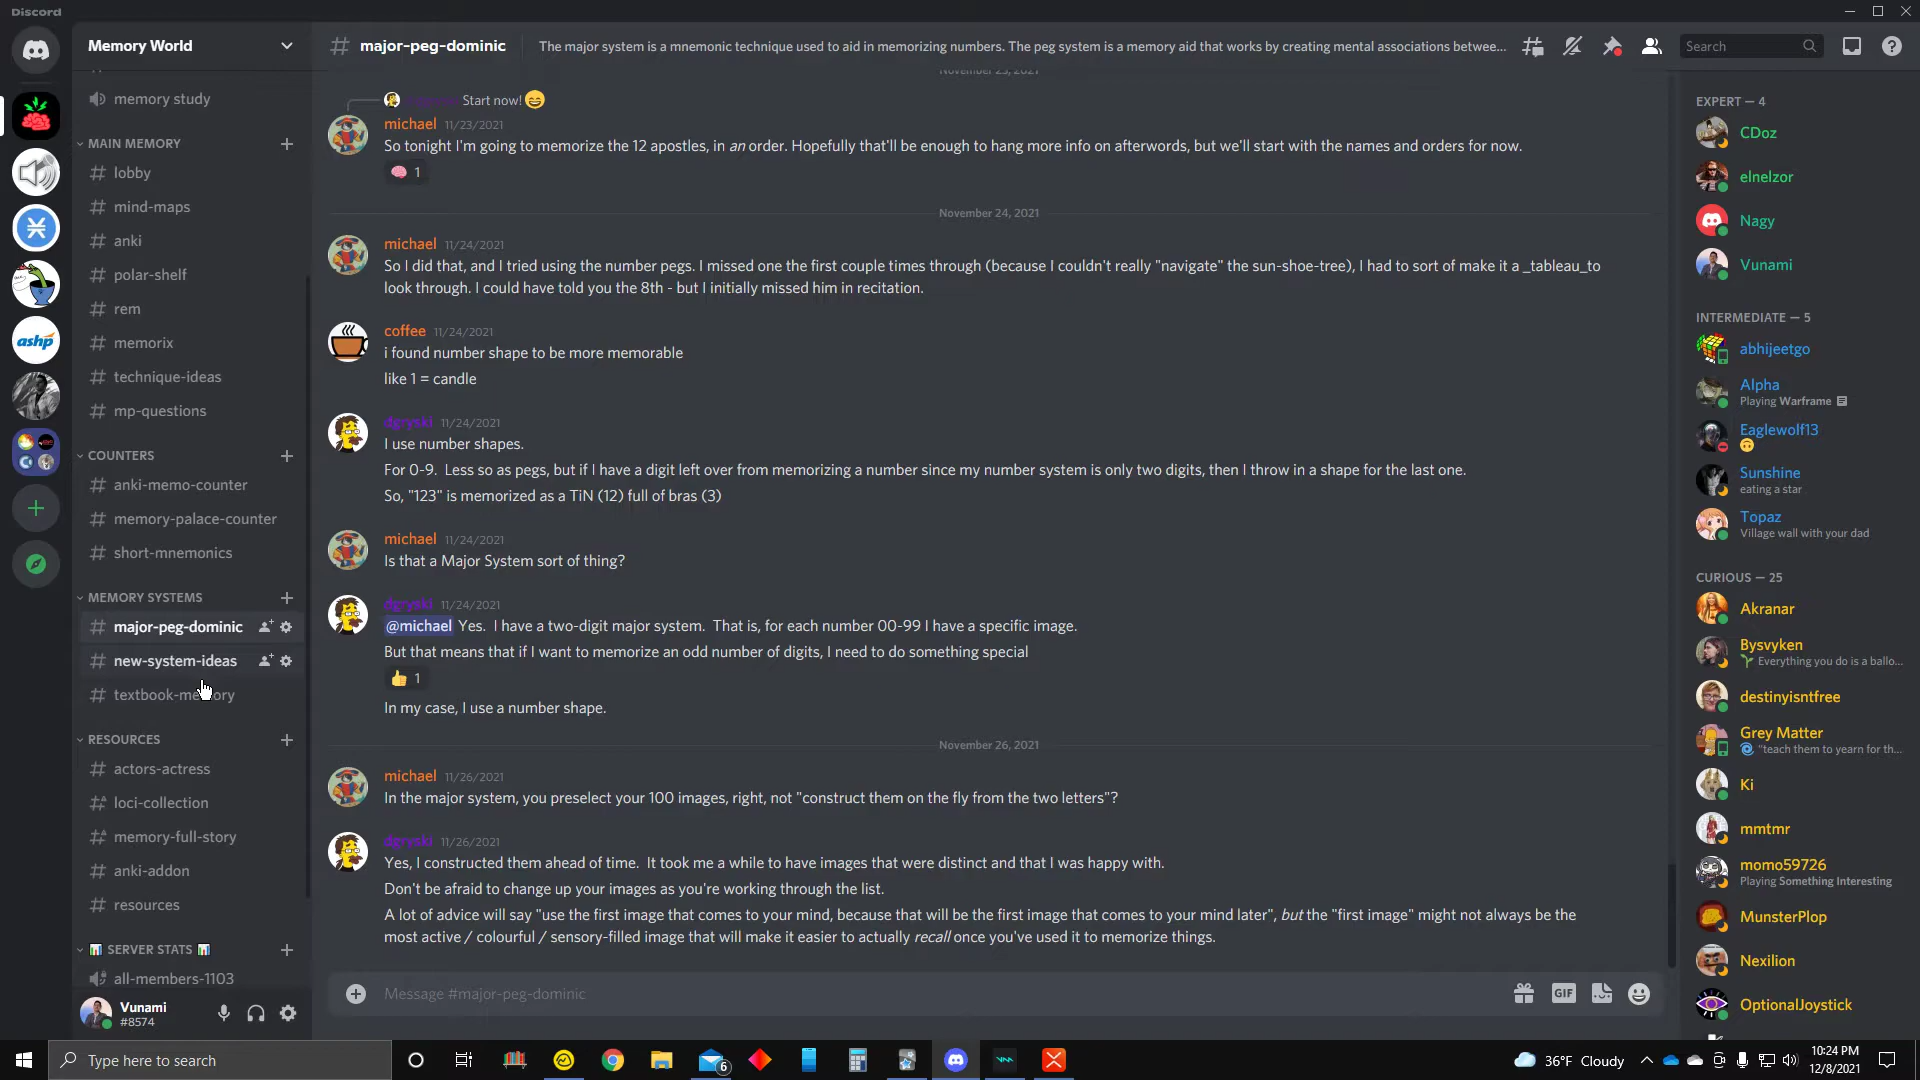 Discord
Memory World
major-peg-dominic
The major system is a mnemonic technique used to aid in memorizing numbers. The peg system is a memory aid that works by creating mental associations betwee...
Search
memory study
MAIN MEMORY
lobby
mind-maps
anki
polar-shelf
rem
memorix
technique-ideas
mp-questions
COUNTERS
anki-memo-counter
memory-palace-counter
short-mnemonics
MEMORY SYSTEMS
major-peg-dominic
new-system-ideas
textbook-memory
RESOURCES
actors-actress
loci-collection
memory-full-story
anki-addon
resources
SERVER STATS
all-members-1103
Vunami
#8574
ashp
November 23, 2021
Start now!
michael 11/23/2021
So tonight I'm going to memorize the 12 apostles, in an order. Hopefully that'll be enough to hang more info on afterwords, but we'll start with the names and orders for now.
1
November 24, 2021
michael 11/24/2021
So I did that, and I tried using the number pegs. I missed one the first couple times through (because I couldn't really "navigate" the sun-shoe-tree), I had to sort of make it a _tableau_to
look through. I could have told you the 8th - but I initially missed him in recitation.
coffee 11/24/2021
i found number shape to be more memorable
like 1 = candle
dgryski 11/24/2021
I use number shapes.
For 0-9. Less so as pegs, but if I have a digit left over from memorizing a number since my number system is only two digits, then I throw in a shape for the last one.
So, "123" is memorized as a TiN (12) full of bras (3)
michael 11/24/2021
Is that a Major System sort of thing?
dgryski 11/24/2021
@michael Yes. I have a two-digit major system. That is, for each number 00-99 I have a specific image.
But that means that if I want to memorize an odd number of digits, I need to do something special
1
In my case, I use a number shape.
November 26, 2021
michael 11/26/2021
In the major system, you preselect your 100 images, right, not "construct them on the fly from the two letters"?
dgryski 11/26/2021
Yes, I constructed them ahead of time. It took me a while to have images that were distinct and that I was happy with.
Don't be afraid to change up your images as you're working through the list.
A lot of advice will say "use the first image that comes to your mind, because that will be the first image that comes to your mind later", but the "first image" might not always be the
most active / colourful / sensory-filled image that will make it easier to actually recall once you've used it to memorize things.
Message #major-peg-dominic
GIF
EXPERT — 4
CDoz
elnelzor
Nagy
Vunami
INTERMEDIATE — 5
abhijeetgo
Alpha
Playing Warframe
Eaglewolf13
Sunshine
eating a star
Topaz
Village wall with your dad
CURIOUS — 25
Akranar
Bysvyken
Everything you do is a ballo...
destinyisntfree
Grey Matter
"teach them to yearn for th...
Ki
mmtmr
momo59726
Playing Something Interesting
MunsterPlop
Nexilion
OptionalJoystick
Type here to search
6
36°F Cloudy
10:24 PM
12/8/2021